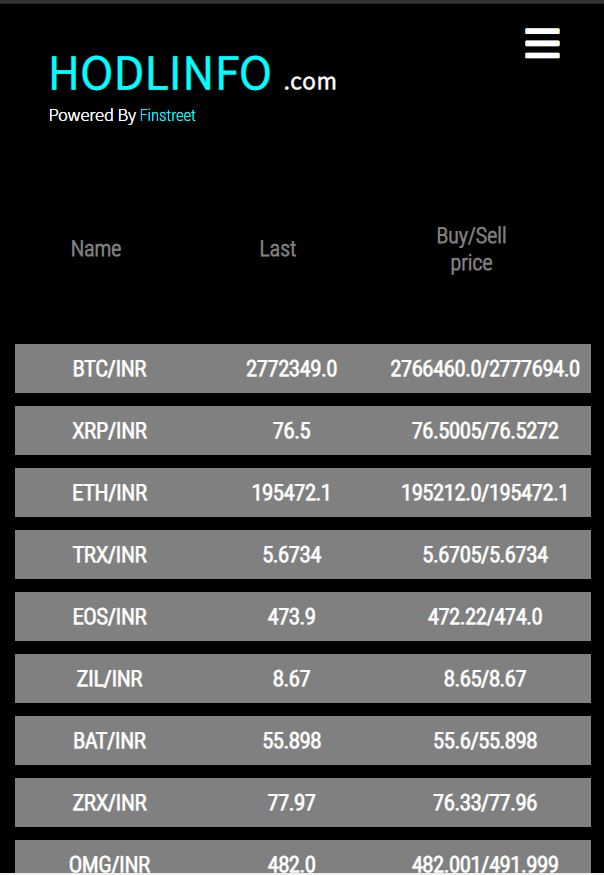 HODLINFO .com
Powered By Finstreet
Name Last Buy/Sell price
BTC/INR 2772349.0 2766460.0/2777694.0
XRP/INR 76.5 76.5005/76.5272
ETH/INR 195472.1 195212.0/195472.1
TRX/INR 5.6734 5.6705/5.6734
EOS/INR 473.9 472.22/474.0
ZIL/INR 8.67 8.65/8.67
BAT/INR 55.898 55.6/55.898
ZRX/INR 77.97 76.33/77.96
OMG/INR 482.0 482.001/491.999